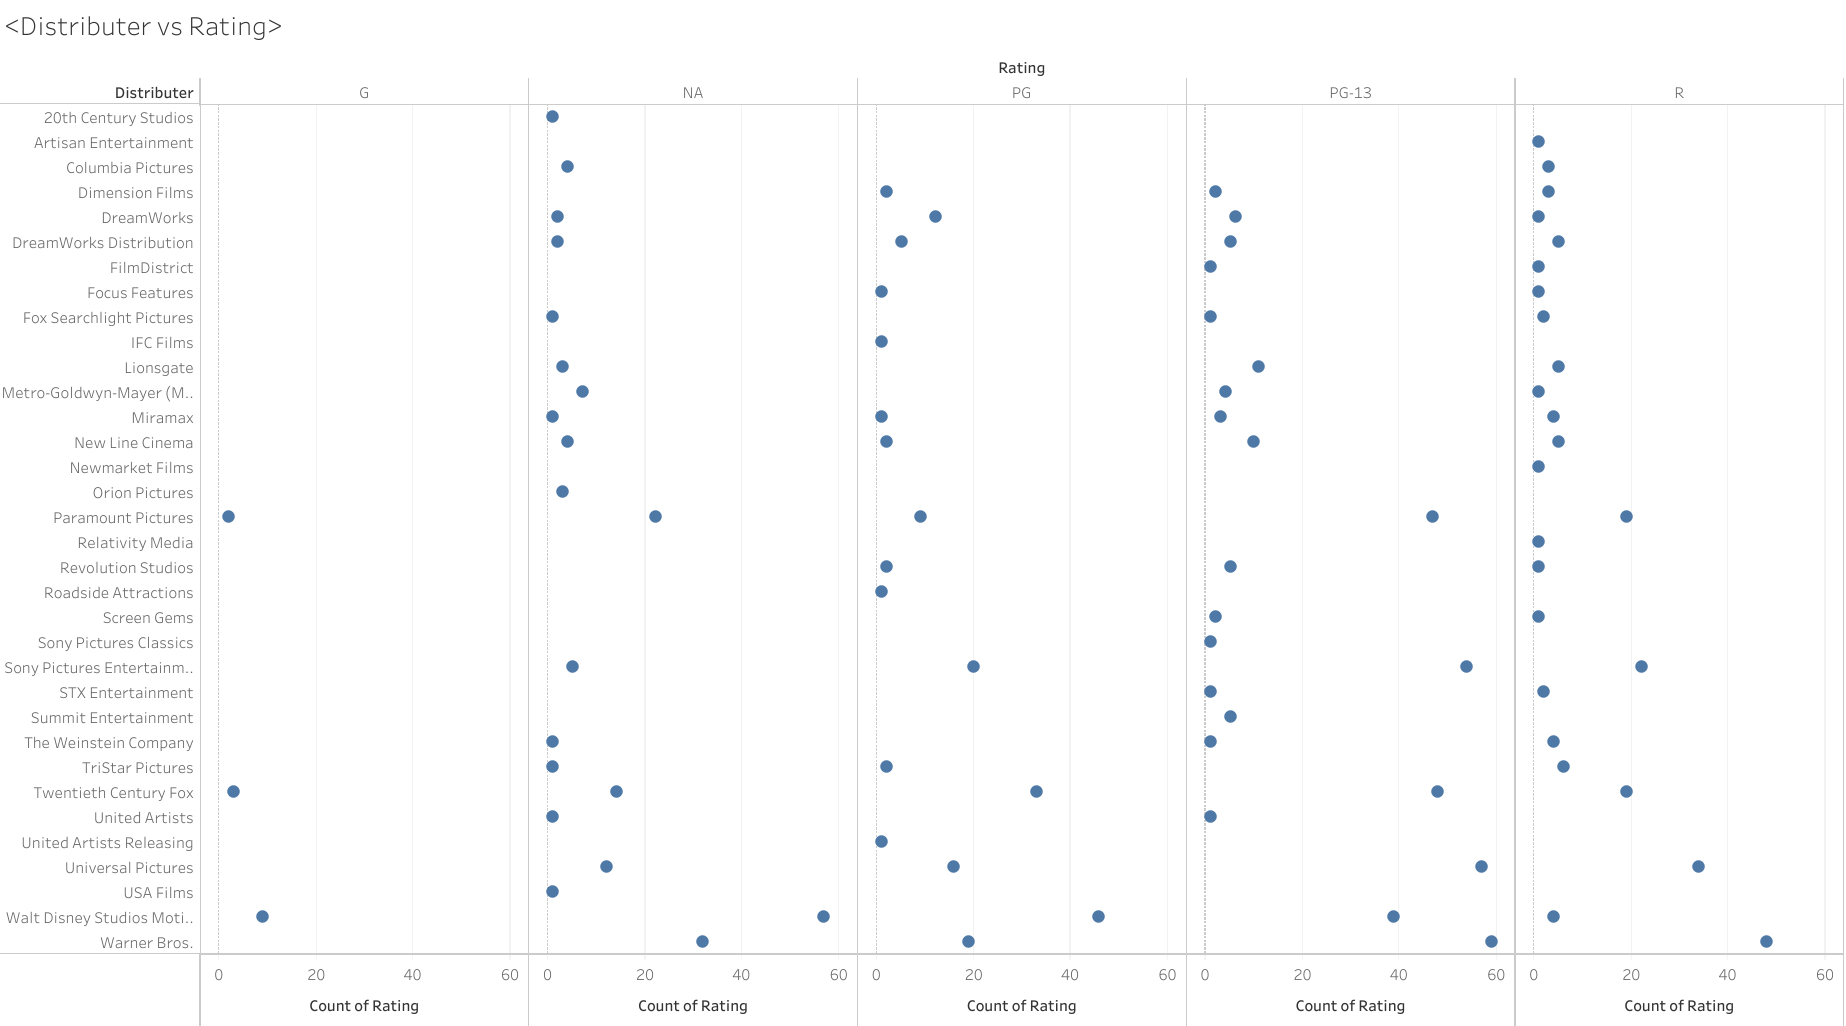 <Distributer vs Rating>
Rating
Distributer G NA PG PG-13 R
20th Century Studios
Artisan Entertainment
Columbia Pictures
Dimension Films
DreamWorks
DreamWorks Distribution
FilmDistrict
Focus Features
Fox Searchlight Pictures
IFC Films
Lionsgate
Metro-Goldwyn-Mayer (M..
Miramax
New Line Cinema
Newmarket Films
Orion Pictures
Paramount Pictures
Relativity Media
Revolution Studios
Roadside Attractions
Screen Gems
Sony Pictures Classics
Sony Pictures Entertainm..
STX Entertainment
Summit Entertainment
The Weinstein Company
TriStar Pictures
Twentieth Century Fox
United Artists
United Artists Releasing
Universal Pictures
USA Films
Walt Disney Studios Moti..
Warner Bros.
0 20 40 60 0 20 40 60 0 20 40 60 0 20 40 60 0 20 40 60
Count of Rating Count of Rating Count of Rating Count of Rating Count of Rating